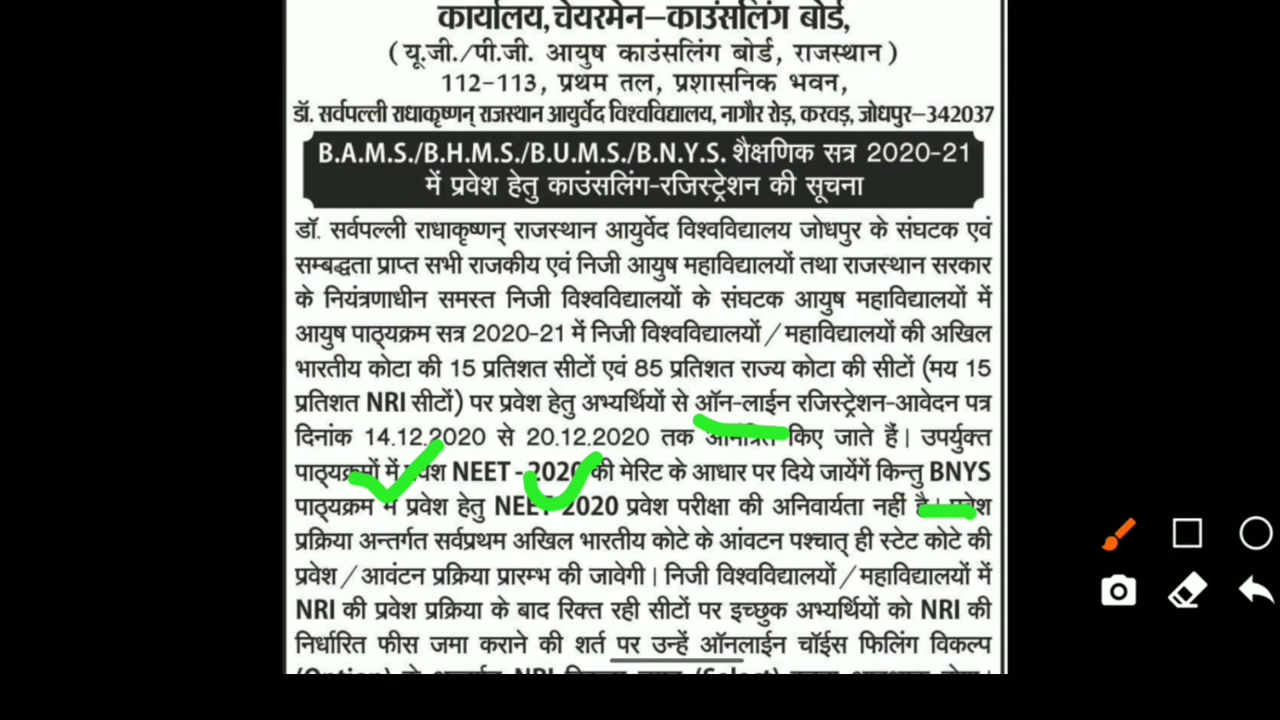 कार्यालय, चेयरमेन–काउंसलिंग बोर्ड,
(यू.जी./पी.जी. आयुष काउंसलिंग बोर्ड, राजस्थान)
112-113, प्रथम तल, प्रशासनिक भवन,
डॉ. सर्वपल्ली राधाकृष्णन् राजस्थान आयुर्वेद विश्वविद्यालय, नागौर रोड़, करवड़, जोधपुर–342037
B.A.M.S./B.H.M.S./B.U.M.S./B.N.Y.S. शैक्षणिक सत्र 2020-21
में प्रवेश हेतु काउंसलिंग-रजिस्ट्रेशन की सूचना
डॉ. सर्वपल्ली राधाकृष्णन् राजस्थान आयुर्वेद विश्वविद्यालय जोधपुर के संघटक एवं
सम्बद्धता प्राप्त सभी राजकीय एवं निजी आयुष महाविद्यालयों तथा राजस्थान सरकार
के नियंत्रणाधीन समस्त निजी विश्वविद्यालयों के संघटक आयुष महाविद्यालयों में
आयुष पाठ्यक्रम सत्र 2020-21 में निजी विश्वविद्यालयों/महाविद्यालयों की अखिल
भारतीय कोटा की 15 प्रतिशत सीटों एवं 85 प्रतिशत राज्य कोटा की सीटों (मय 15
प्रतिशत NRI सीटों) पर प्रवेश हेतु अभ्यर्थियों से ऑन-लाईन रजिस्ट्रेशन-आवेदन पत्र
दिनांक 14.12.2020 से 20.12.2020 तक आमंत्रित किए जाते हैं। उपर्युक्त
पाठ्यक्रमों में प्रवेश NEET-2020 की मेरिट के आधार पर दिये जायेंगें किन्तु BNYS
पाठ्यक्रम में प्रवेश हेतु NEET 2020 प्रवेश परीक्षा की अनिवार्यता नहीं है। प्रवेश
प्रक्रिया अन्तर्गत सर्वप्रथम अखिल भारतीय कोटे के आंवटन पश्चात् ही स्टेट कोटे की
प्रवेश/आवंटन प्रक्रिया प्रारम्भ की जावेगी। निजी विश्वविद्यालयों/महाविद्यालयों में
NRI की प्रवेश प्रक्रिया के बाद रिक्त रही सीटों पर इच्छुक अभ्यर्थियों को NRI की
निर्धारित फीस जमा कराने की शर्त पर उन्हें ऑनलाईन चॉईस फिलिंग विकल्प